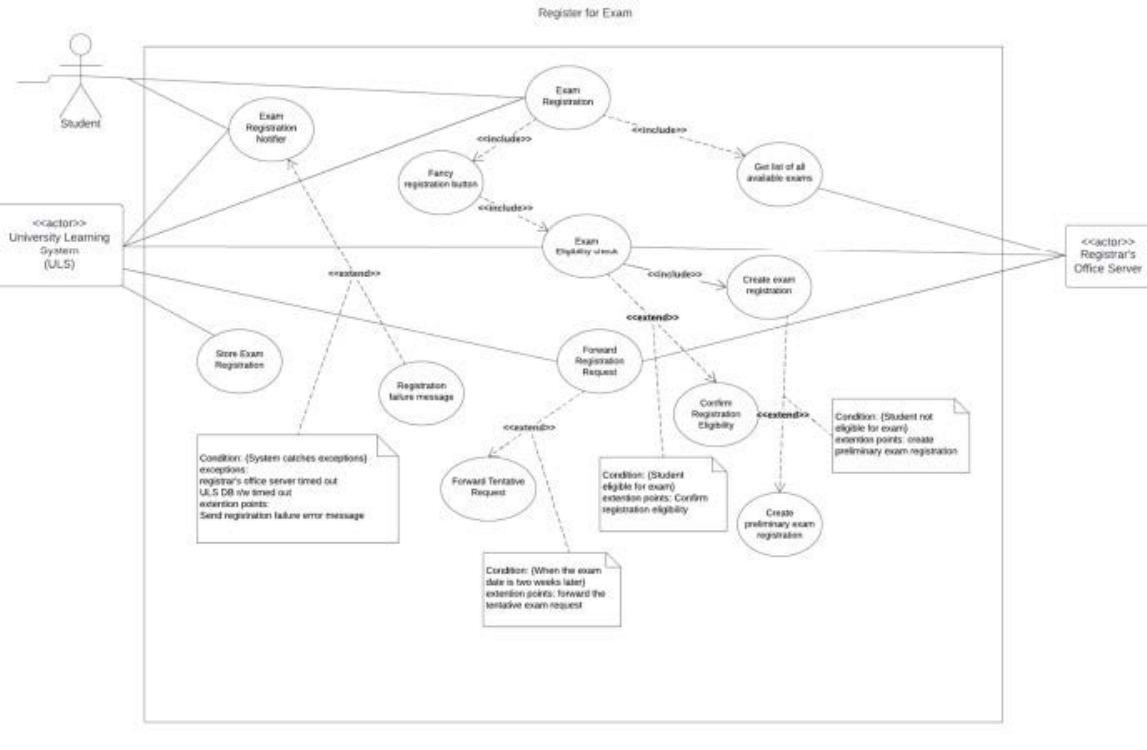 Register for Exam
Student
Exam
Registration
Exam
Registration
Notifier
<<include>>
<<include>>
Fancy
registration button
Get list of all
available exams
<<include>>
<<actor>>
University Learning
System
(ULS)
Exam
Eligibility check
<<actor>>
Registrar's
Office Server
<<extend>>
<<include>>
Create exam
registration
<<extend>>
Store Exam
Registration
Forward
Registration
Request
Registration
failure message
Confirm
Registration
Eligibility
<<extend>>
Condition: {Student not
eligible for exam}
extention points: create
preliminary exam registration
<<extend>>
Condition: {System catches exceptions}
exceptions:
registrar's office server timed out
ULS DB r/w timed out
extention points:
Send registration failure error message
Forward Tentative
Request
Condition: {Student
eligible for exam}
extention points: Confirm
registration eligibility
Create
preliminary exam
registration
Condition: {When the exam
date is two weeks later}
extention points: forward the
tentative exam request